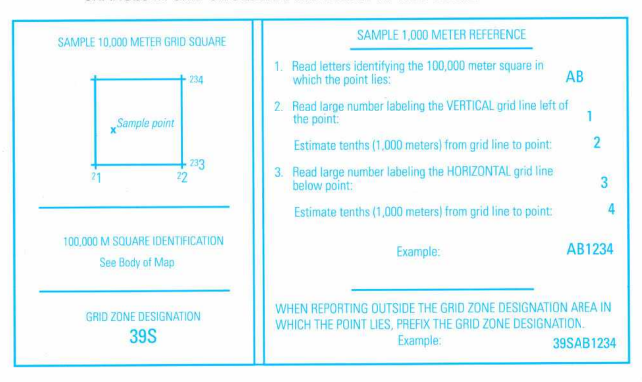 SAMPLE 10,000 METER GRID SQUARE
234
Sample point
233
21
22
100,000 M SQUARE IDENTIFICATION
See Body of Map
GRID ZONE DESIGNATION
39S
SAMPLE 1,000 METER REFERENCE
1. Read letters identifying the 100,000 meter square in
which the point lies:
AB
2. Read large number labeling the VERTICAL grid line left of
the point:
1
Estimate tenths (1,000 meters) from grid line to point:
2
3. Read large number labeling the HORIZONTAL grid line
below point:
3
Estimate tenths (1,000 meters) from grid line to point:
4
Example:
AB1234
WHEN REPORTING OUTSIDE THE GRID ZONE DESIGNATION AREA IN
WHICH THE POINT LIES, PREFIX THE GRID ZONE DESIGNATION.
Example:
39SAB1234